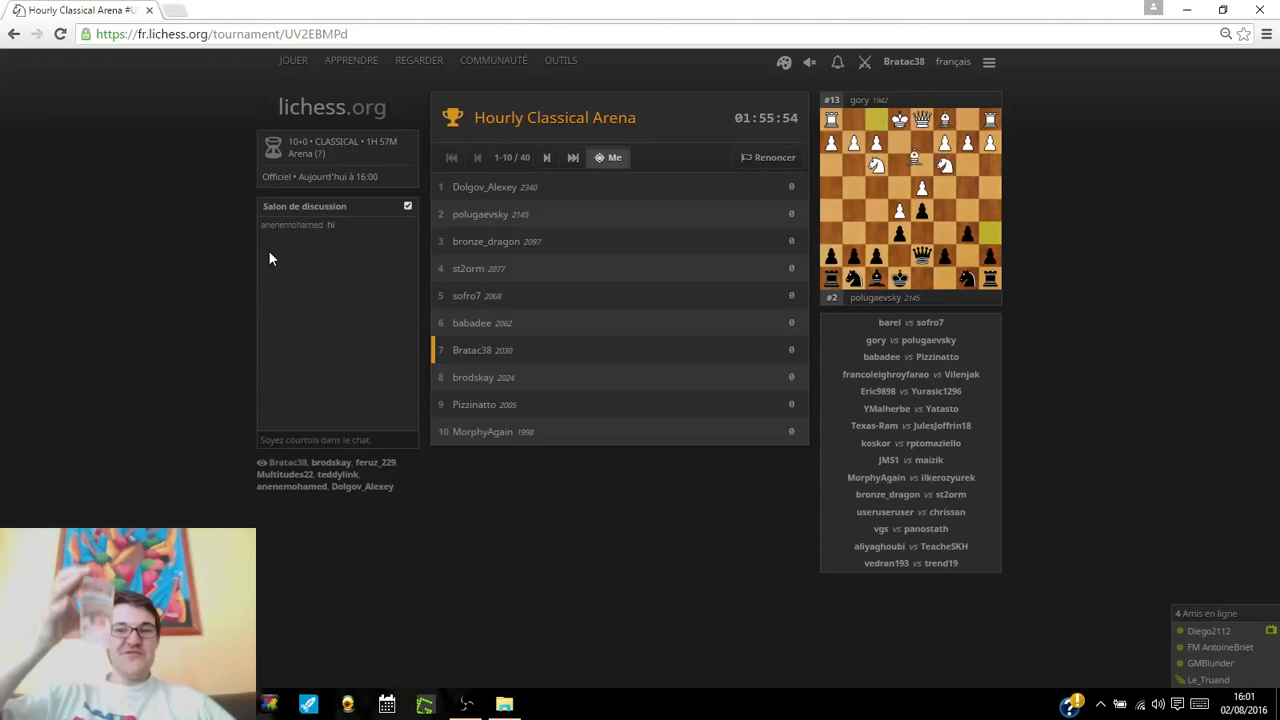 Hourly Classical Arena #U
https://fr.lichess.org/tournament/UV2EBMPd
JOUER APPRENDRE REGARDER COMMUNAUTÉ OUTILS Bratac38 français
lichess.org
10+0 • CLASSICAL • 1H 57M
Arena (?)
Officiel • Aujourd'hui à 16:00
Salon de discussion
anenemohamed hi
Soyez courtois dans le chat.
Bratac38, brodskay, feruz_229,
Multitudes22, teddylink,
anenemohamed, Dolgov_Alexey
Hourly Classical Arena 01:55:54
1-10 / 40 Me Renoncer
1 Dolgov_Alexey 2340 0
2 polugaevsky 2145 0
3 bronze_dragon 2097 0
4 st2orm 2077 0
5 sofro7 2068 0
6 babadee 2062 0
7 Bratac38 2030 0
8 brodskay 2024 0
9 Pizzinatto 2005 0
10 MorphyAgain 1998 0
#13 gory 1942
#2 polugaevsky 2145
barel vs sofro7
gory vs polugaevsky
babadee vs Pizzinatto
francoleighroyfarao vs Vilenjak
Eric9898 vs Yurasic1296
YMalherbe vs Yatasto
Texas-Ram vs JulesJoffrin18
koskor vs rptomaziello
JMS1 vs maizik
MorphyAgain vs ilkerozyurek
bronze_dragon vs st2orm
useruseruser vs chrissan
vgs vs panostath
aliyaghoubi vs TeacheSKH
vedran193 vs trend19
4 Amis en ligne
Diego2112
FM AntoineBriet
GMBlunder
Le_Truand
16:01
02/08/2016